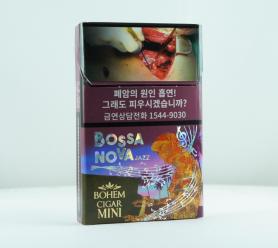 폐암의 원인 흡연!
그래도 피우시겠습니까?
금연상담전화 1544-9030
BOSSA
NOVA JAZZ
BOHEM
CIGAR
MINI